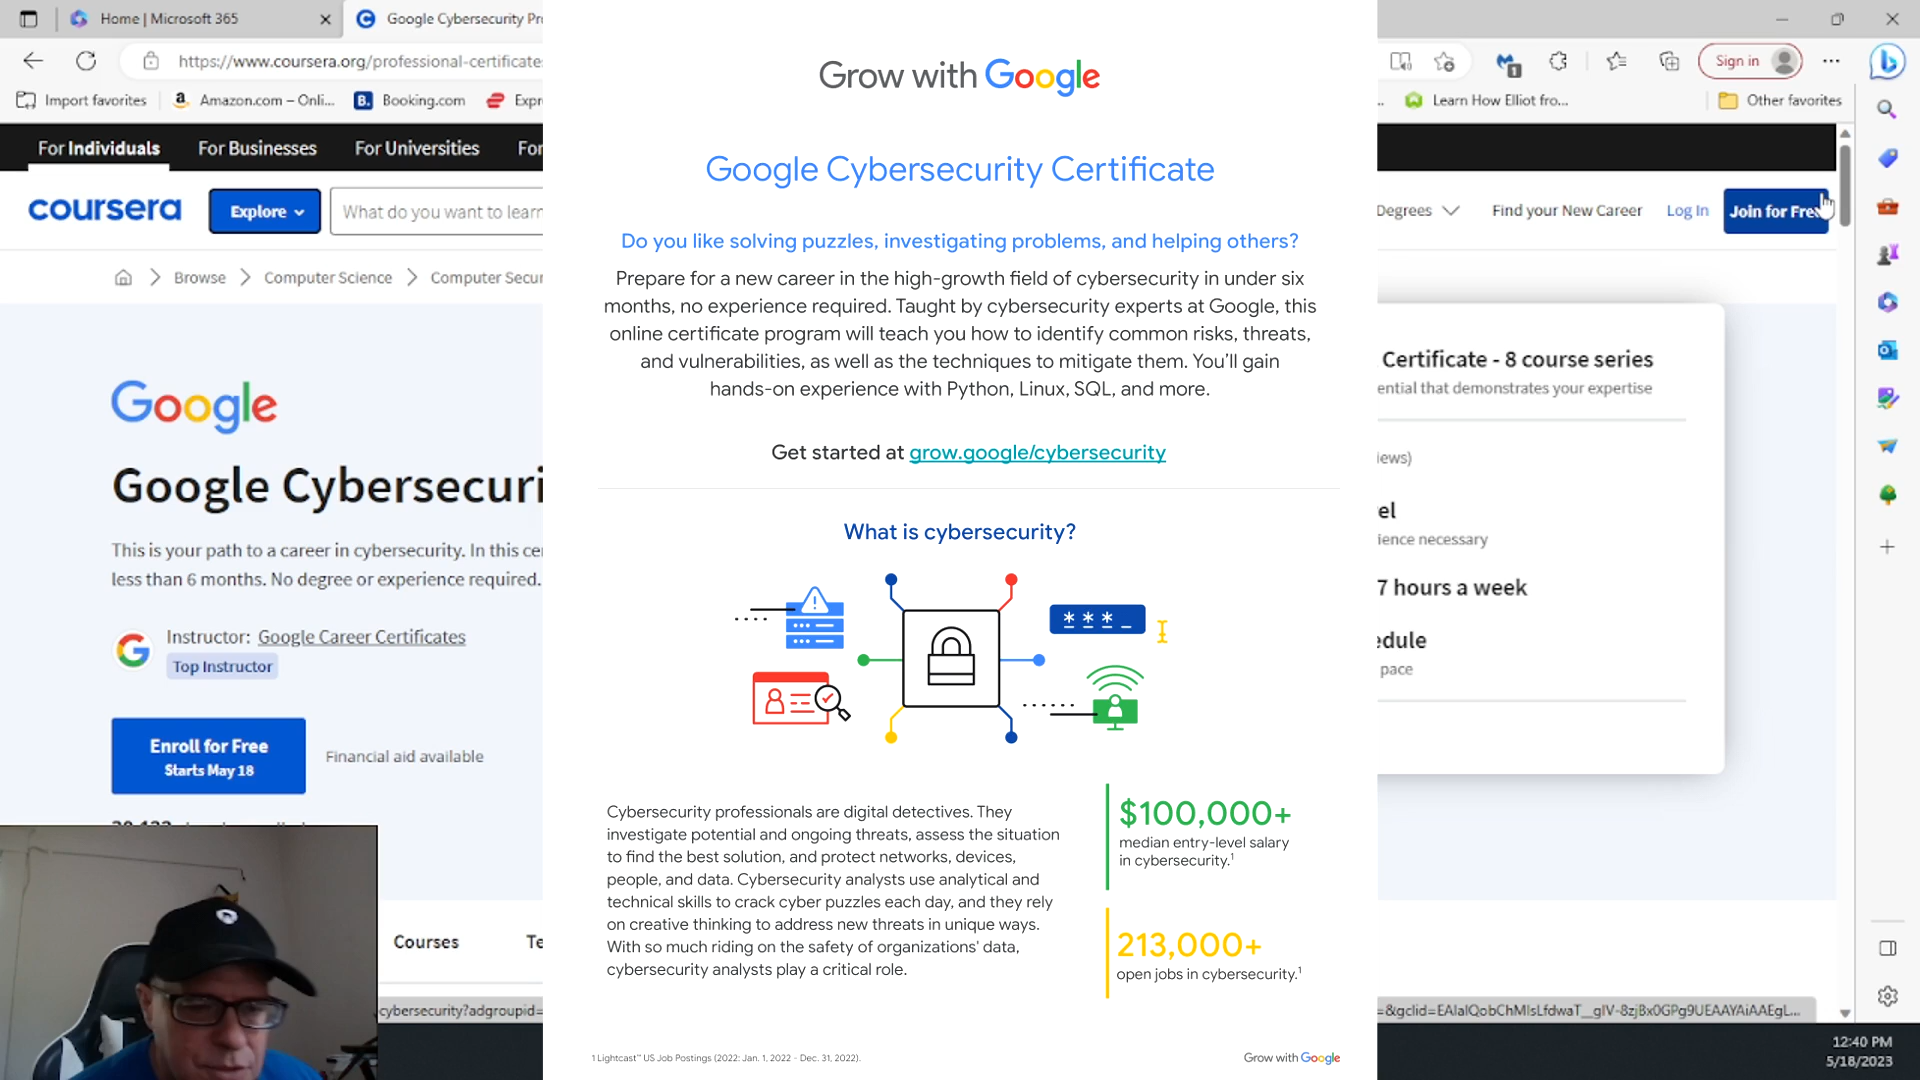 Home | Microsoft 365
Google Cybersecurity Pr
https://www.coursera.org/professional-certificate
Sign in
Import favorites
Amazon.com – Onli...
Booking.com
Expr
Learn How Elliot fro...
Other favorites
For Individuals
For Businesses
For Universities
For
coursera
Explore
What do you want to learn
Degrees
Find your New Career
Log In
Join for Free
Browse
Computer Science
Computer Secur
Google
Google Cybersecuri
This is your path to a career in cybersecurity. In this ce
less than 6 months. No degree or experience required.
Instructor: Google Career Certificates
Top Instructor
Enroll for Free
Starts May 18
Financial aid available
Courses
Te
Grow with Google
Google Cybersecurity Certificate
Do you like solving puzzles, investigating problems, and helping others?
Prepare for a new career in the high-growth field of cybersecurity in under six
months, no experience required. Taught by cybersecurity experts at Google, this
online certificate program will teach you how to identify common risks, threats,
and vulnerabilities, as well as the techniques to mitigate them. You'll gain
hands-on experience with Python, Linux, SQL, and more.
Get started at grow.google/cybersecurity
What is cybersecurity?
***_
Cybersecurity professionals are digital detectives. They
investigate potential and ongoing threats, assess the situation
to find the best solution, and protect networks, devices,
people, and data. Cybersecurity analysts use analytical and
technical skills to crack cyber puzzles each day, and they rely
on creative thinking to address new threats in unique ways.
With so much riding on the safety of organizations' data,
cybersecurity analysts play a critical role.
$100,000+
median entry-level salary
in cybersecurity.¹
213,000+
open jobs in cybersecurity.¹
1 Lightcast™ US Job Postings (2022: Jan. 1, 2022 - Dec. 31, 2022).
Grow with Google
Certificate - 8 course series
ential that demonstrates your expertise
iews)
el
ience necessary
7 hours a week
edule
pace
cybersecurity?adgroupid=
12:40 PM
5/18/2023